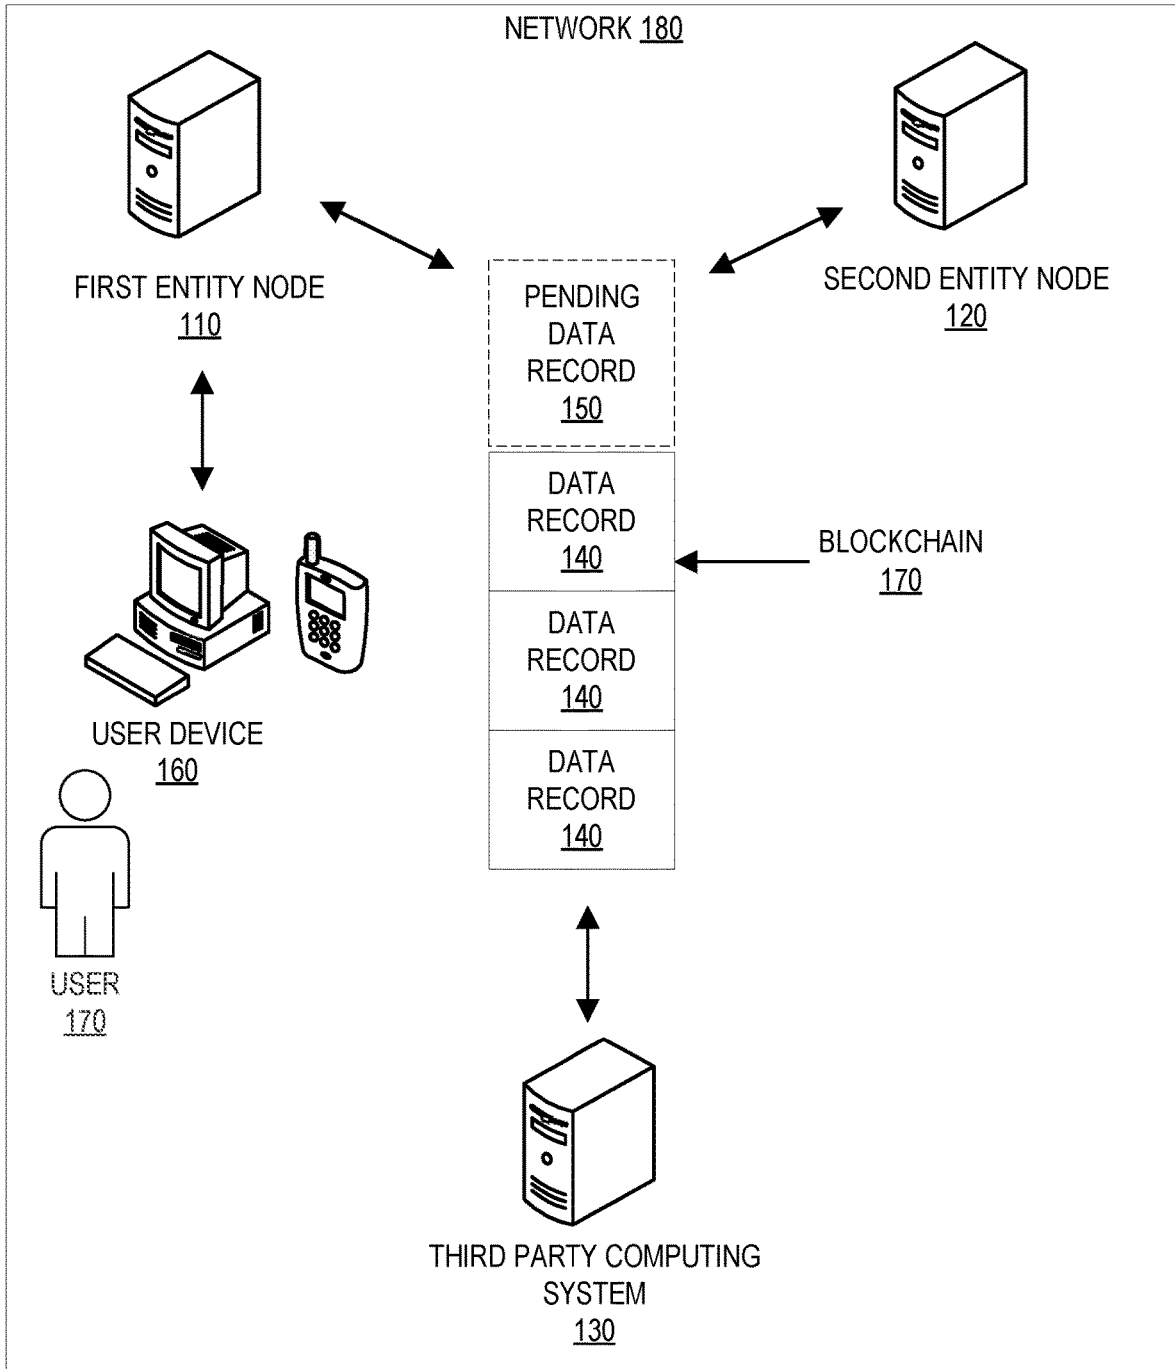 NETWORK 180
FIRST ENTITY NODE
110
SECOND ENTITY NODE
120
PENDING
DATA
RECORD
150
DATA
RECORD
140
BLOCKCHAIN
170
DATA
RECORD
140
USER DEVICE
160
DATA
RECORD
140
USER
170
THIRD PARTY COMPUTING
SYSTEM
130